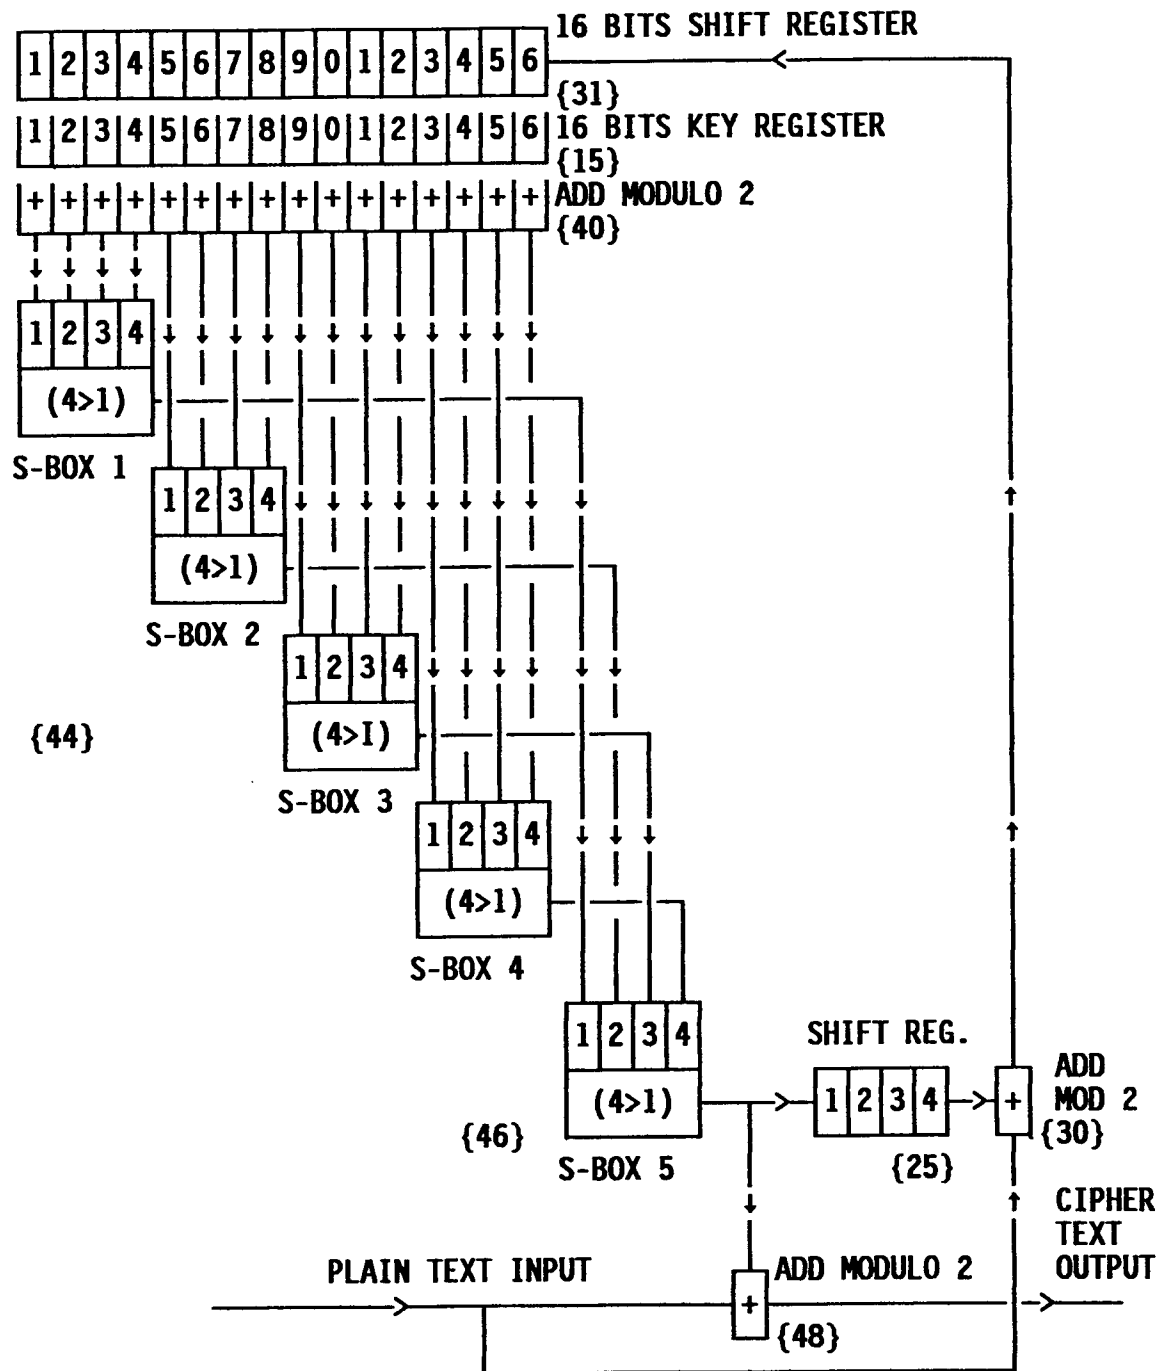 16 BITS SHIFT REGISTER
1 2 3 4 5 6 7 8 9 0 1 2 3 4 5 6
{31}
1 2 3 4 5 6 7 8 9 0 1 2 3 4 5 6
16 BITS KEY REGISTER
{15}
+ + + + + + + + + + + + + + + +
ADD MODULO 2
{40}
1 2 3 4
(4>1)
S-BOX 1
1 2 3 4
(4>1)
S-BOX 2
1 2 3 4
(4>I)
{44}
S-BOX 3
1 2 3 4
(4>1)
S-BOX 4
1 2 3 4
(4>1)
{46}
S-BOX 5
SHIFT REG.
1 2 3 4
{25}
+
ADD
MOD 2
{30}
CIPHER
TEXT
OUTPUT
PLAIN TEXT INPUT
ADD MODULO 2
+
{48}